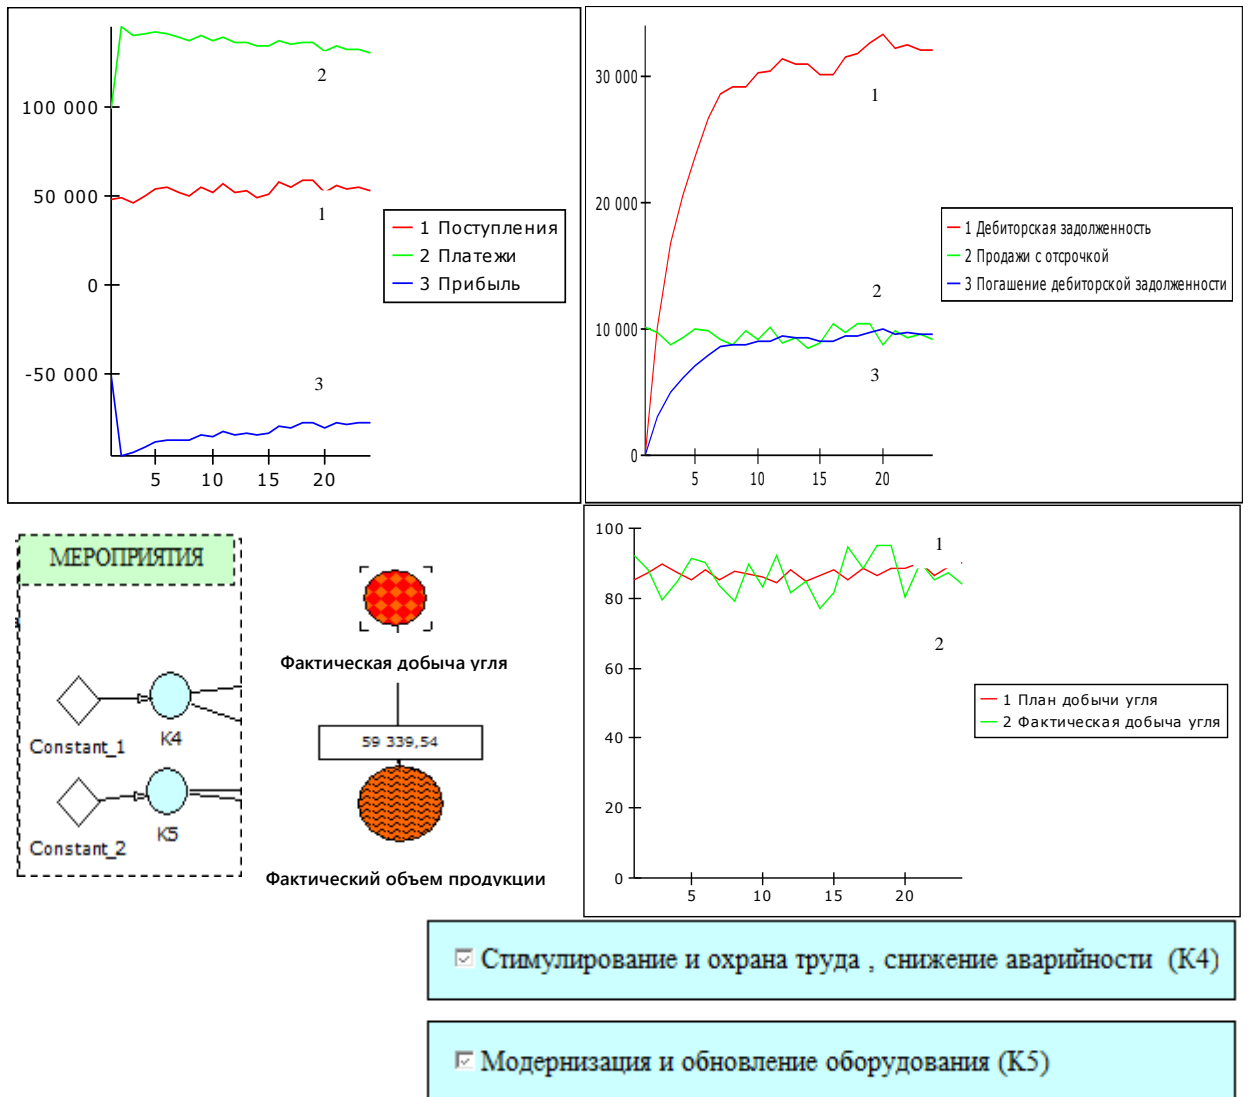 100 000
50 000
0
-50 000
5
10
15
20
2
1
3
1 Поступления
2 Платежи
3 Прибыль
30 000
20 000
10 000
0
5
10
15
20
1
2
3
1 Дебиторская задолженность
2 Продажи с отсрочкой
3 Погашение дебиторской задолженности
МЕРОПРИЯТИЯ
Constant_1
К4
Constant_2
К5
Фактическая добыча угля
59 339,54
Фактический объем продукции
100
80
60
40
20
0
5
10
15
20
1
2
1 План добычи угля
2 Фактическая добыча угля
Стимулирование и охрана труда , снижение аварийности (К4)
Модернизация и обновление оборудования (К5)